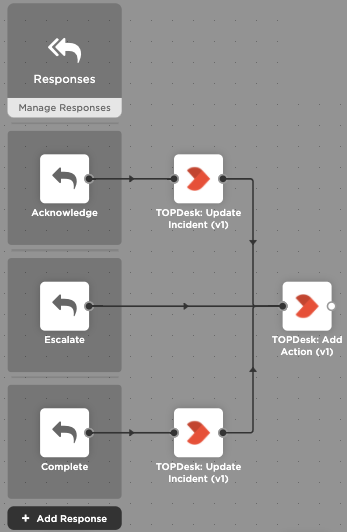 Responses
Manage Responses
Acknowledge
TOPDesk: Update
Incident (v1)
Escalate
TOPDesk: Add
Action (v1)
Complete
TOPDesk: Update
Incident (v1)
+ Add Response